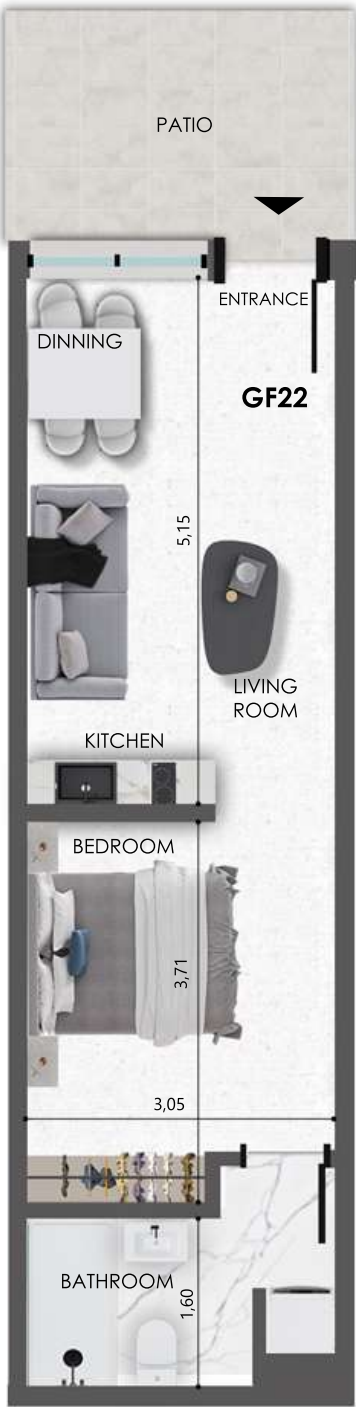 PATIO
ENTRANCE
DINNING
GF22
5,15
LIVING
ROOM
KITCHEN
BEDROOM
3,71
3,05
BATHROOM
1,60